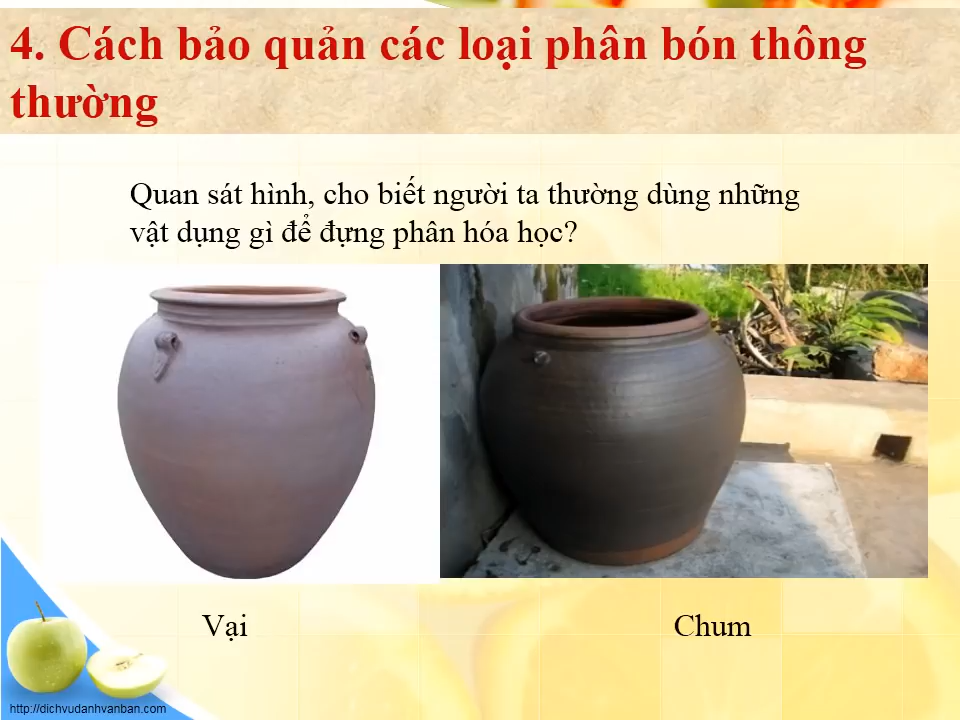 4. Cách bảo quản các loại phân bón thông
thường
Quan sát hình, cho biết người ta thường dùng những
vật dụng gì để đựng phân hóa học?
Vại
Chum
http://dichvudanhvanban.com